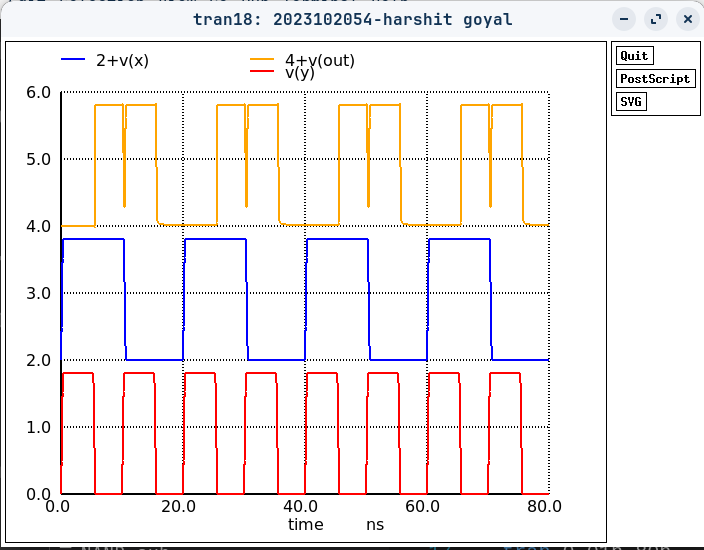 tran18: 2023102054-harshit goyal
Quit
PostScript
SVG
2+v(x)
4+v(out)
v(y)
6.0
5.0
4.0
3.0
2.0
1.0
0.0
0.0 20.0 40.0 60.0 80.0
time ns